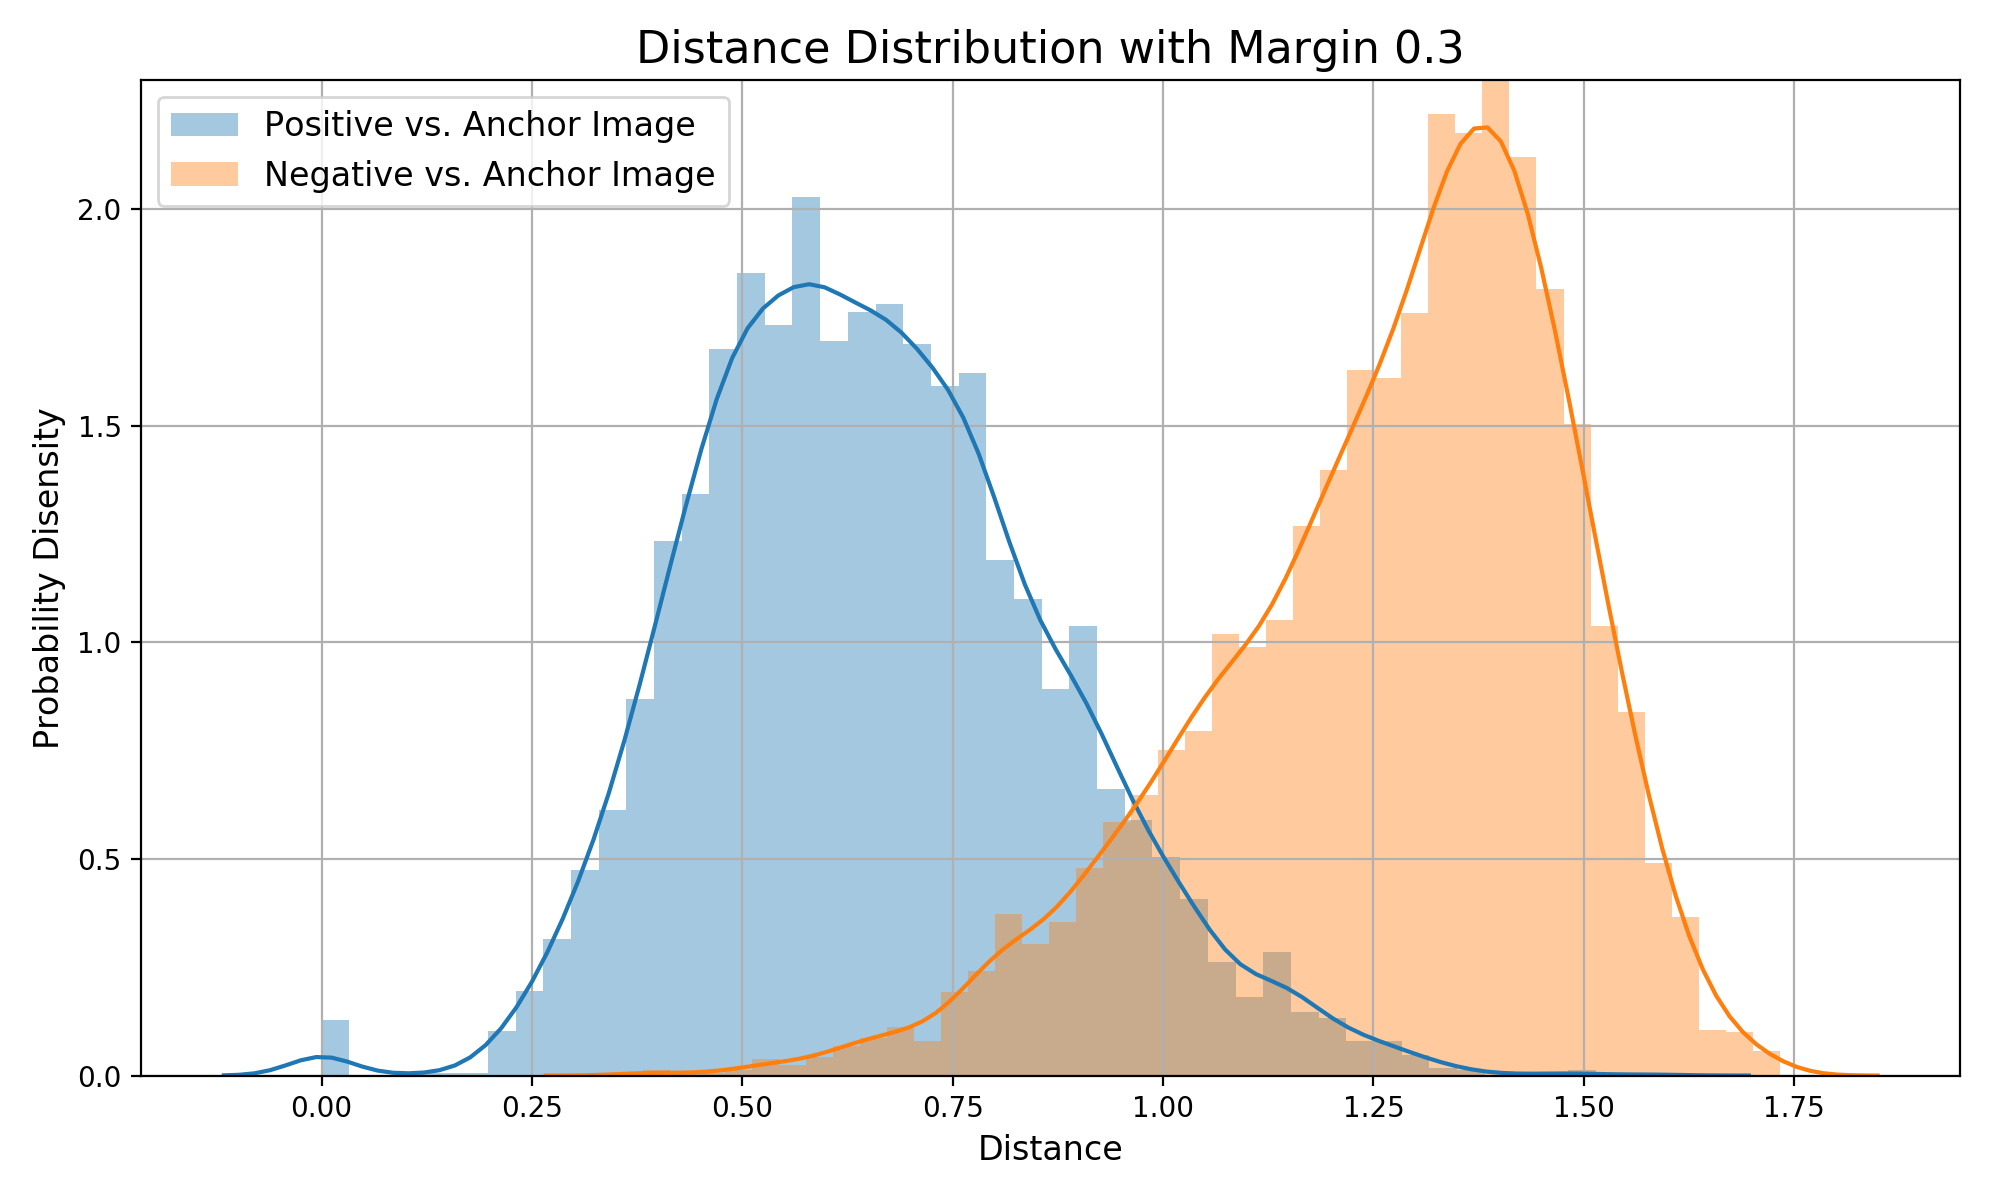 Distance Distribution with Margin 0.3
Positive vs. Anchor Image
Negative vs. Anchor Image
2.0
1.5
1.0
0.5
0.0
Probability Disensity
0.00 0.25 0.50 0.75 1.00 1.25 1.50 1.75
Distance